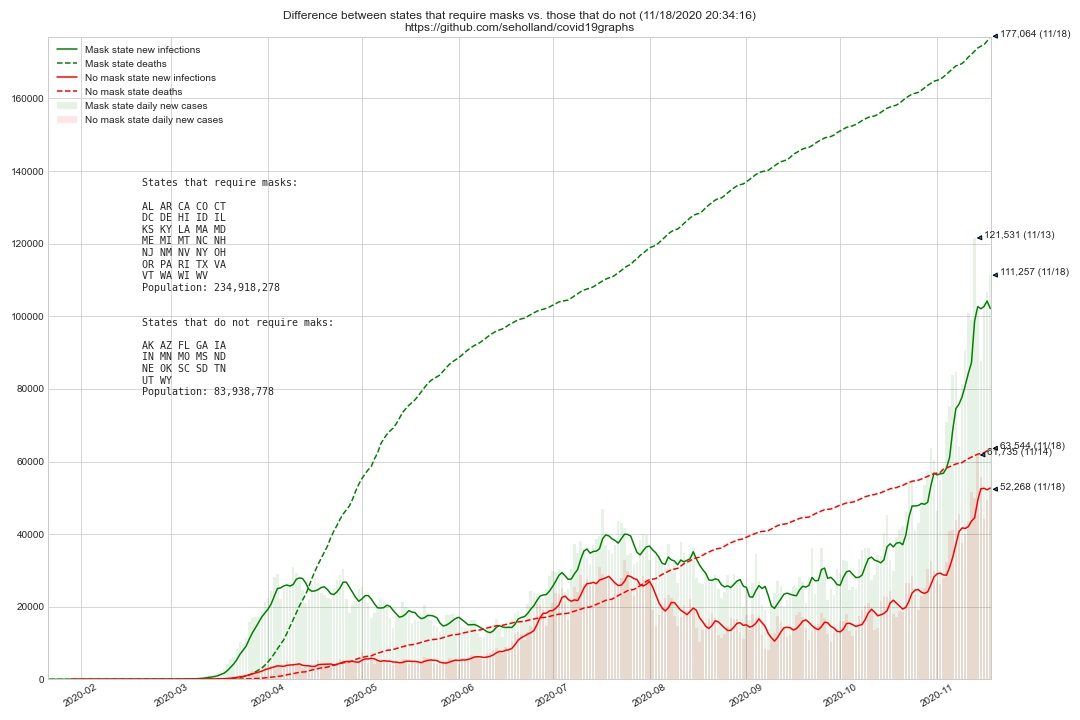 Difference between states that require masks vs. those that do not (11/18/2020 20:34:16)
https://github.com/seholland/covid19graphs
Mask state new infections
Mask state deaths
No mask state new infections
No mask state deaths
Mask state daily new cases
No mask state daily new cases
States that require masks:
AL AR CA CO CT
DC DE HI ID IL
KS KY LA MA MD
ME MI MT NC NH
NJ NM NV NY OH
OR PA RI TX VA
VT WA WI WV
Population: 234,918,278
States that do not require maks:
AK AZ FL GA IA
IN MN MO MS ND
NE OK SC SD TN
UT WY
Population: 83,938,778
177,064 (11/18)
121,531 (11/13)
111,257 (11/18)
63,544 (11/18)
61,735 (11/14)
52,268 (11/18)
160000
140000
120000
100000
80000
60000
40000
20000
0
2020-02
2020-03
2020-04
2020-05
2020-06
2020-07
2020-08
2020-09
2020-10
2020-11